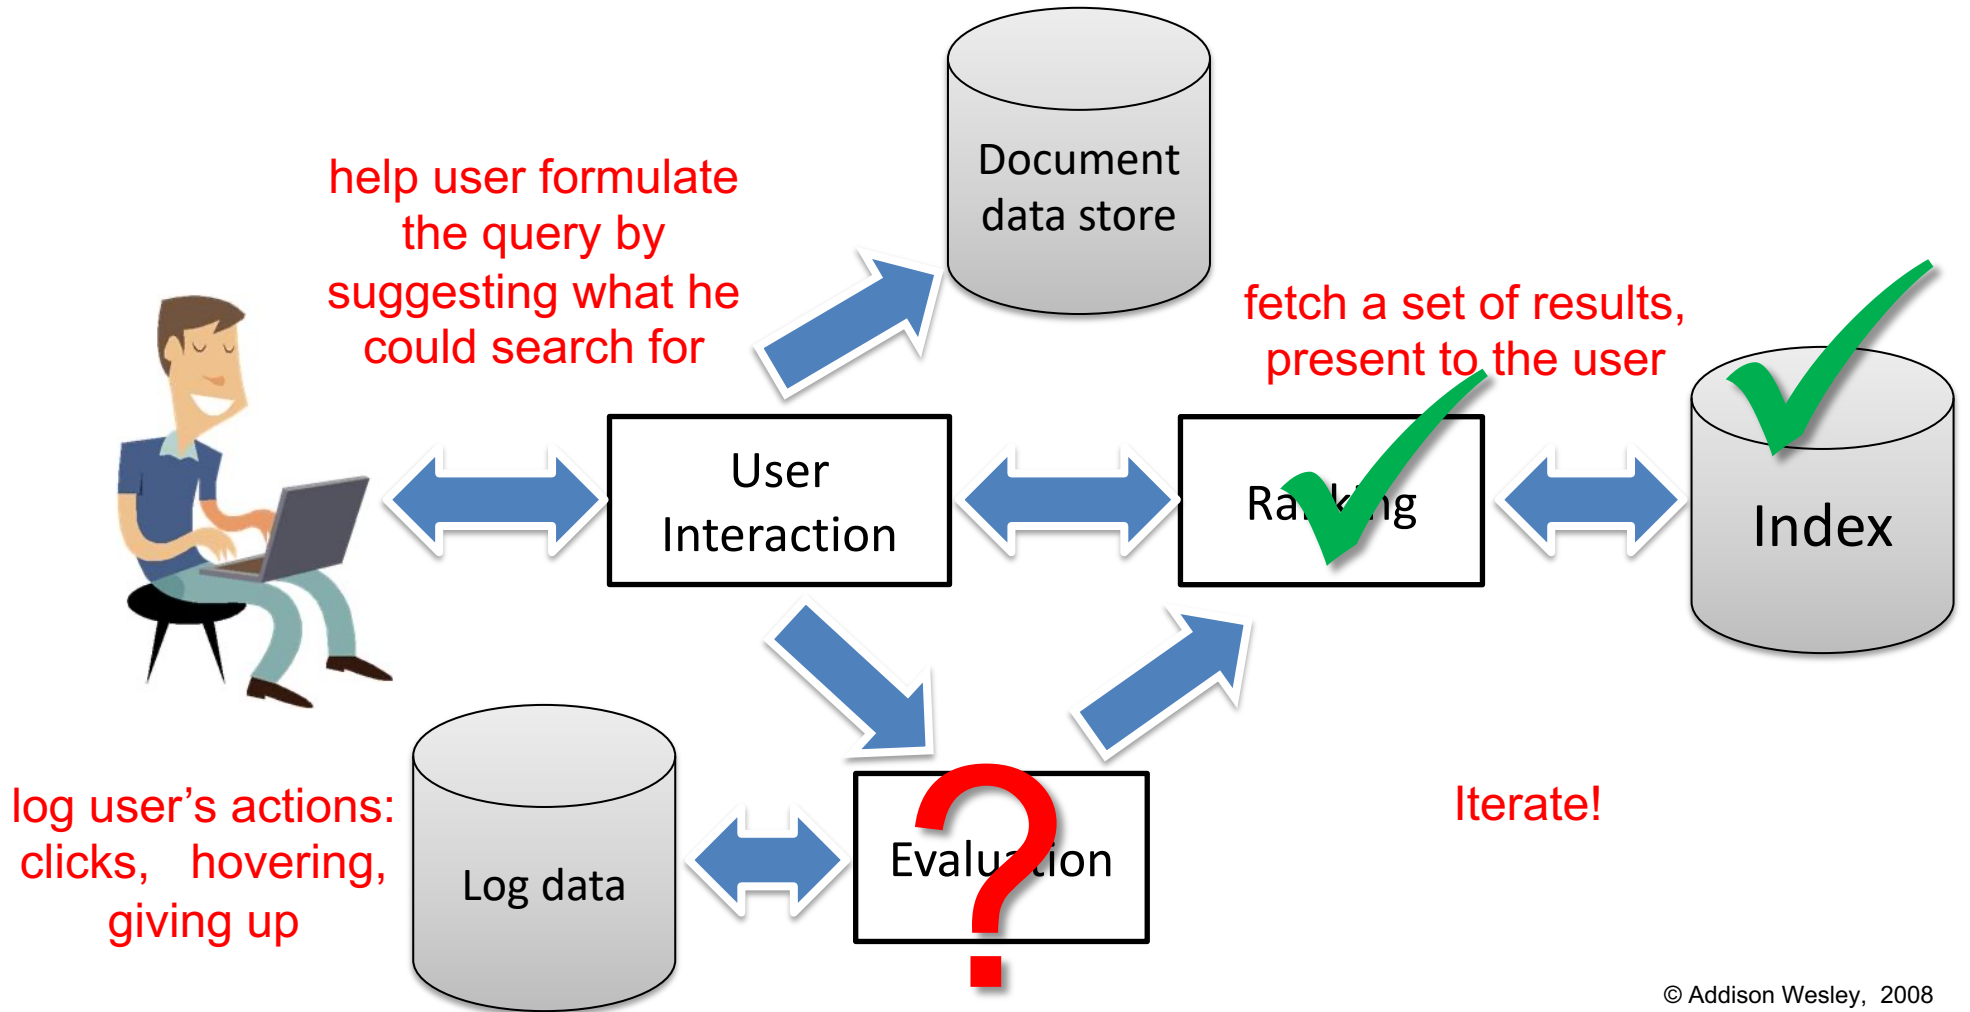 Document
data store
help user formulate
the query by
suggesting what he
could search for
fetch a set of results,
present to the user
User
Interaction
Ranking
Index
log user’s actions:
clicks, hovering,
giving up
Log data
?
Evaluation
Iterate!
© Addison Wesley, 2008